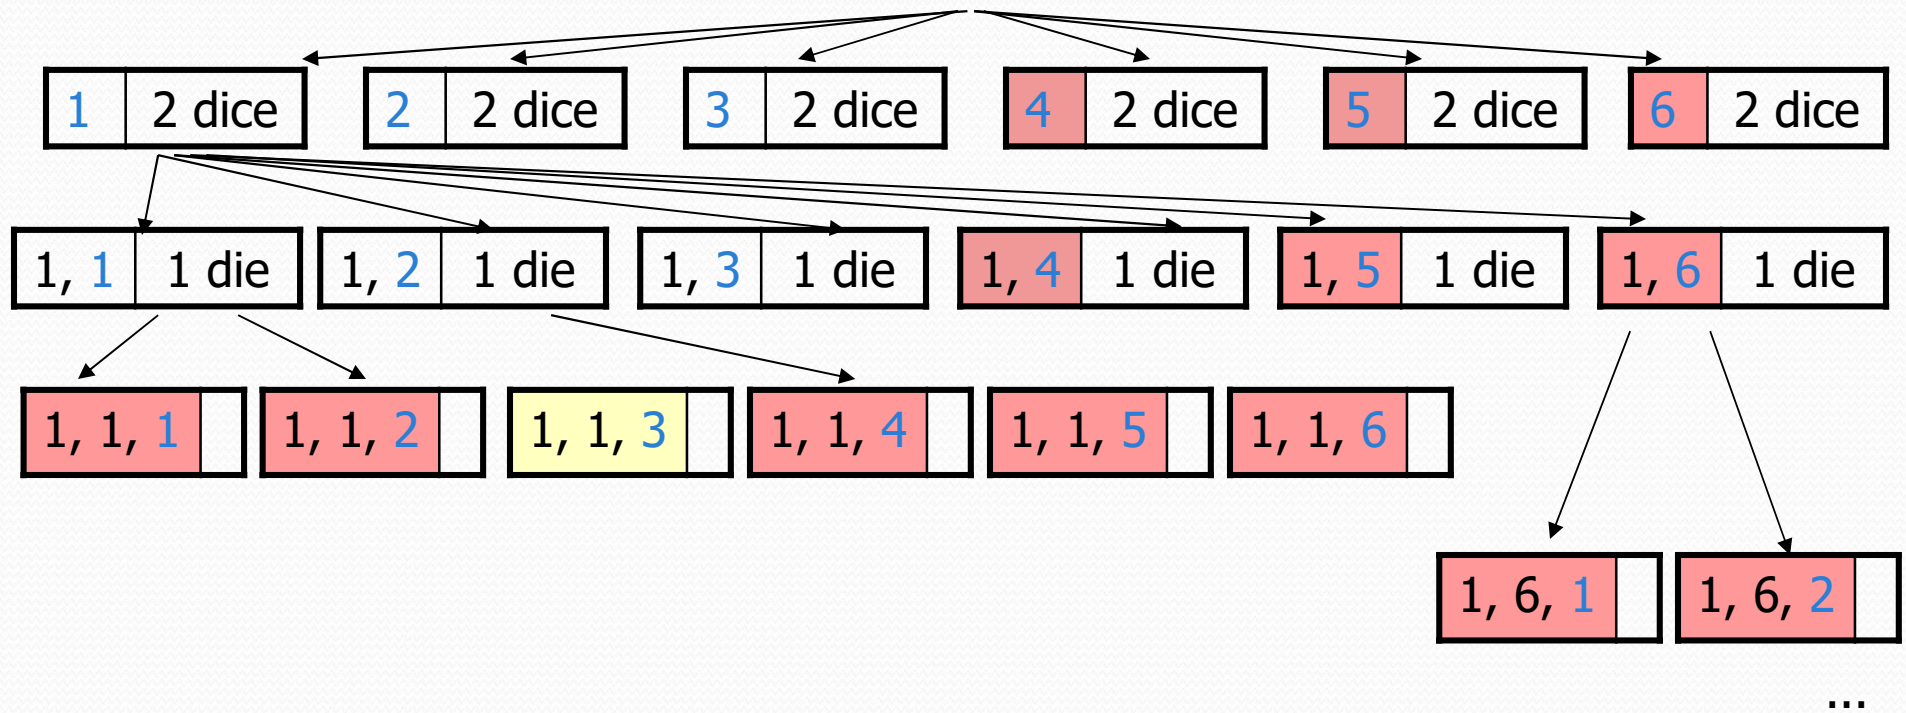 1 2 dice 2 2 dice 3 2 dice 4 2 dice 5 2 dice 6 2 dice
1, 1 1 die 1, 2 1 die 1, 3 1 die 1, 4 1 die 1, 5 1 die 1, 6 1 die
1, 1, 1 1, 1, 2 1, 1, 3 1, 1, 4 1, 1, 5 1, 1, 6
1, 6, 1 1, 6, 2
...